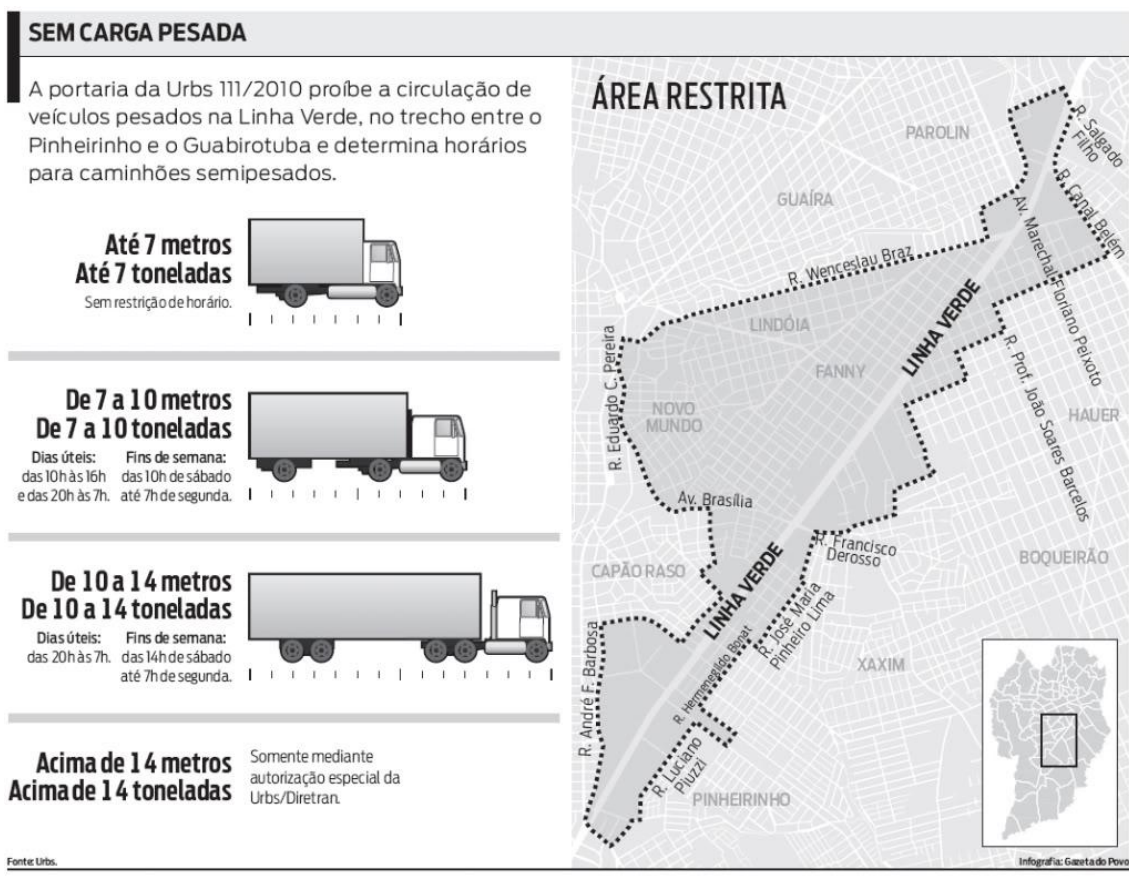 SEM CARGA PESADA
A portaria da Urbs 111/2010 proíbe a circulação de
veículos pesados na Linha Verde, no trecho entre o
Pinheirinho e o Guabirotuba e determina horários
para caminhões semipesados.
Até 7 metros
Até 7 toneladas
Sem restrição de horário.
De 7 a 10 metros
De 7 a 10 toneladas
Dias úteis:
das 10h às 16h
e das 20h às 7h.
Fins de semana:
das 10h de sábado
até 7h de segunda.
De 10 a 14 metros
De 10 a 14 toneladas
Dias úteis:
das 20h às 7h.
Fins de semana:
das 14h de sábado
até 7h de segunda.
Acima de 14 metros
Acima de 14 toneladas
Somente mediante
autorização especial da
Urbs/Diretran.
Fonte: Urbs.
ÁREA RESTRITA
PAROLIN
R. Salgado
Filho
GUAÍRA
R. Canal Belém
Av. Marechal Floriano Peixoto
R. Wenceslau Braz
LINDÓIA
LINHA VERDE
R. Eduardo C. Pereira
FANNY
NOVO
MUNDO
R. Prof. João Soares Barcelos
HAUER
Av. Brasília
R. Francisco
Derosso
BOQUEIRÃO
CAPÃO RASO
LINHA VERDE
R. José Maria
Pinheiro Lima
R. Hermenegildo Bonat
XAXIM
R. André F. Barbosa
R. Luciano
Piuzzi
PINHEIRINHO
Infografia: Gazeta do Povo